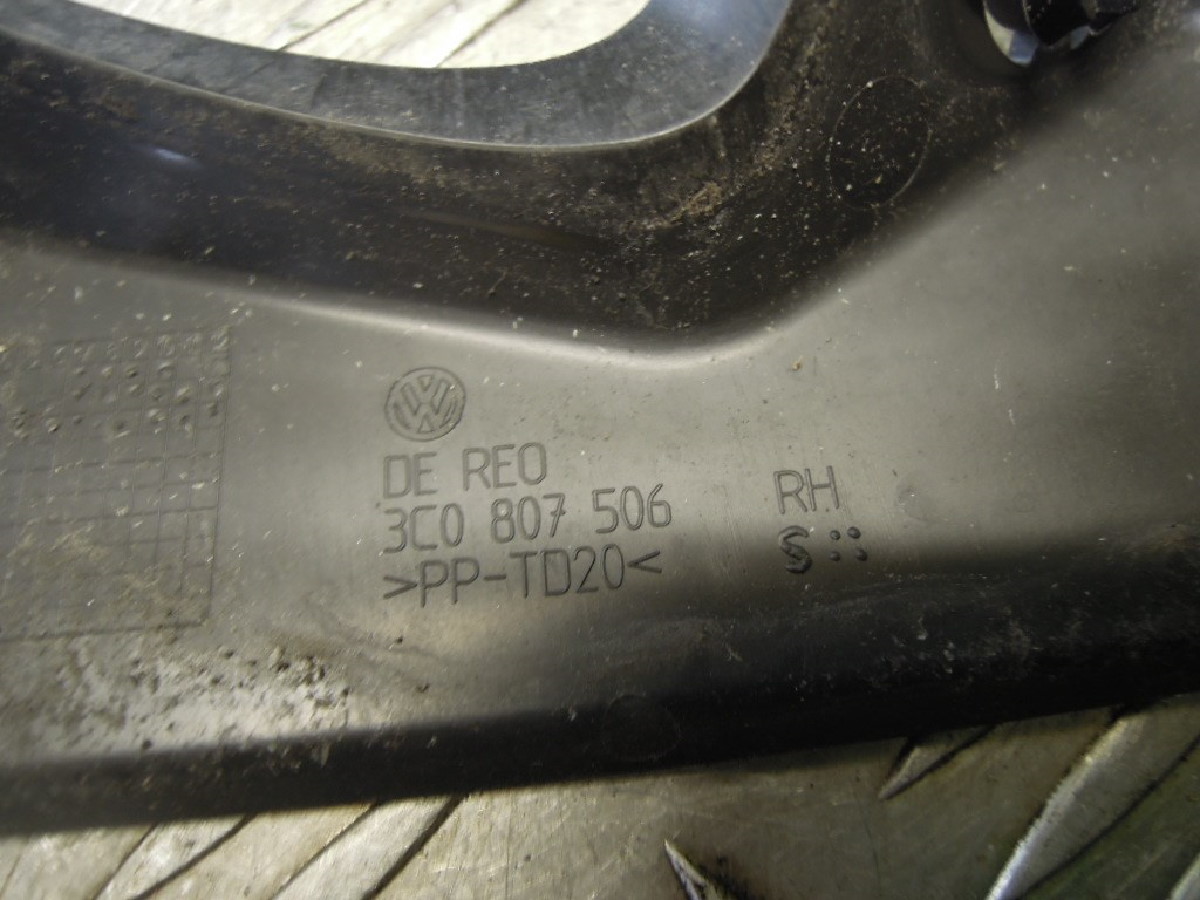 DE REO
3C0 807 506
>PP-TD20<
RH
S